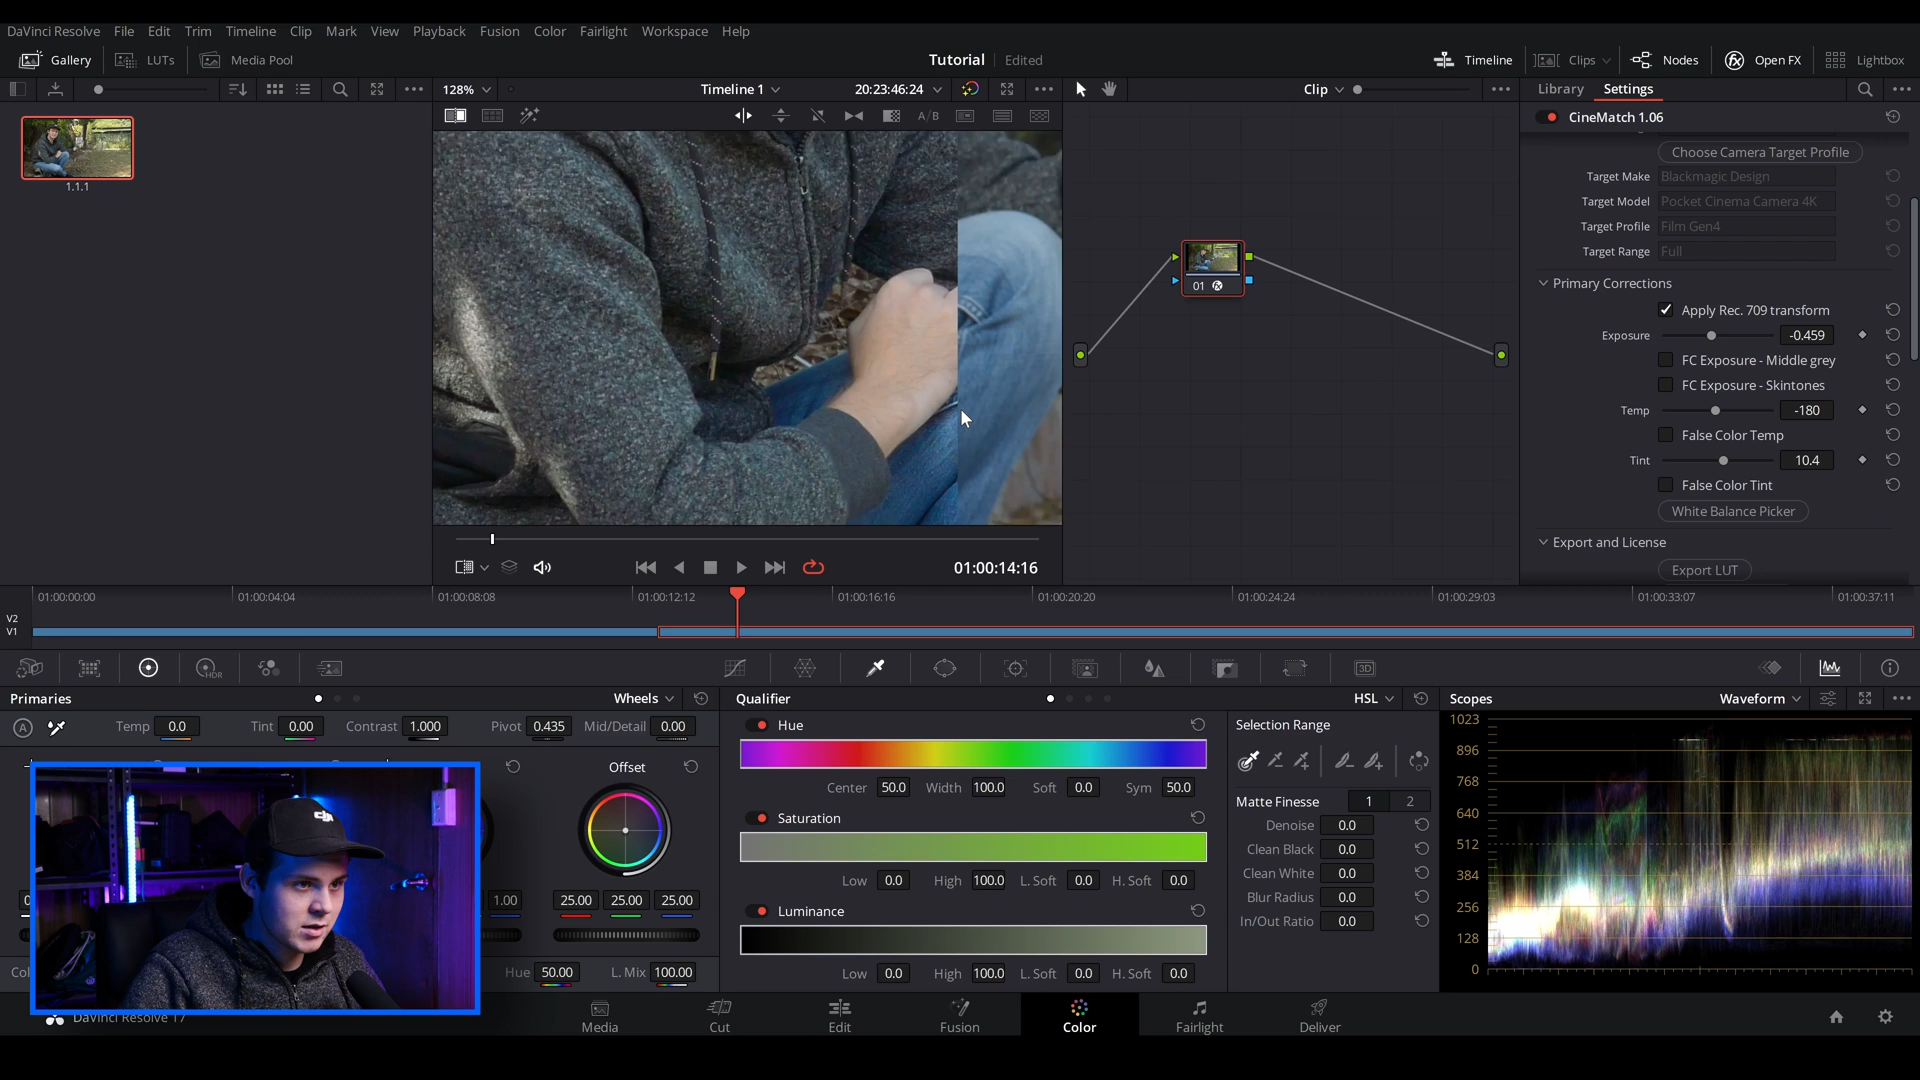 DaVinci Resolve File Edit Trim Timeline Clip Mark View Playback Fusion Color Fairlight Workspace Help
Gallery LUTs Media Pool Tutorial Edited Timeline Clips Nodes Open FX Lightbox
128% Timeline 1 20:23:46:24 Clip Library Settings
A/B
CineMatch 1.06
1.1.1
Choose Camera Target Profile
Target Make Blackmagic Design
Target Model Pocket Cinema Camera 4K
Target Profile Film Gen4
Target Range Full
Primary Corrections
Apply Rec. 709 transform
Exposure -0.459
FC Exposure - Middle grey
FC Exposure - Skintones
Temp -180
False Color Temp
Tint 10.4
False Color Tint
White Balance Picker
Export and License
Export LUT
01
01:00:14:16
01:00:00:00 01:00:04:04 01:00:08:08 01:00:12:12 01:00:16:16 01:00:20:20 01:00:24:24 01:00:29:03 01:00:33:07 01:00:37:11
V2
V1
HDR 3D
Primaries Wheels Qualifier HSL Scopes Waveform
A Temp 0.0 Tint 0.00 Contrast 1.000 Pivot 0.435 Mid/Detail 0.00
Offset
1.00 25.00 25.00 25.00
Col Hue 50.00 L. Mix 100.00
Hue
Center 50.0 Width 100.0 Soft 0.0 Sym 50.0
Saturation
Low 0.0 High 100.0 L. Soft 0.0 H. Soft 0.0
Luminance
Low 0.0 High 100.0 L. Soft 0.0 H. Soft 0.0
Selection Range
Matte Finesse 1 2
Denoise 0.0
Clean Black 0.0
Clean White 0.0
Blur Radius 0.0
In/Out Ratio 0.0
1023
896
768
640
512
384
256
128
0
DaVinci Resolve 17
Media Cut Edit Fusion Color Fairlight Deliver